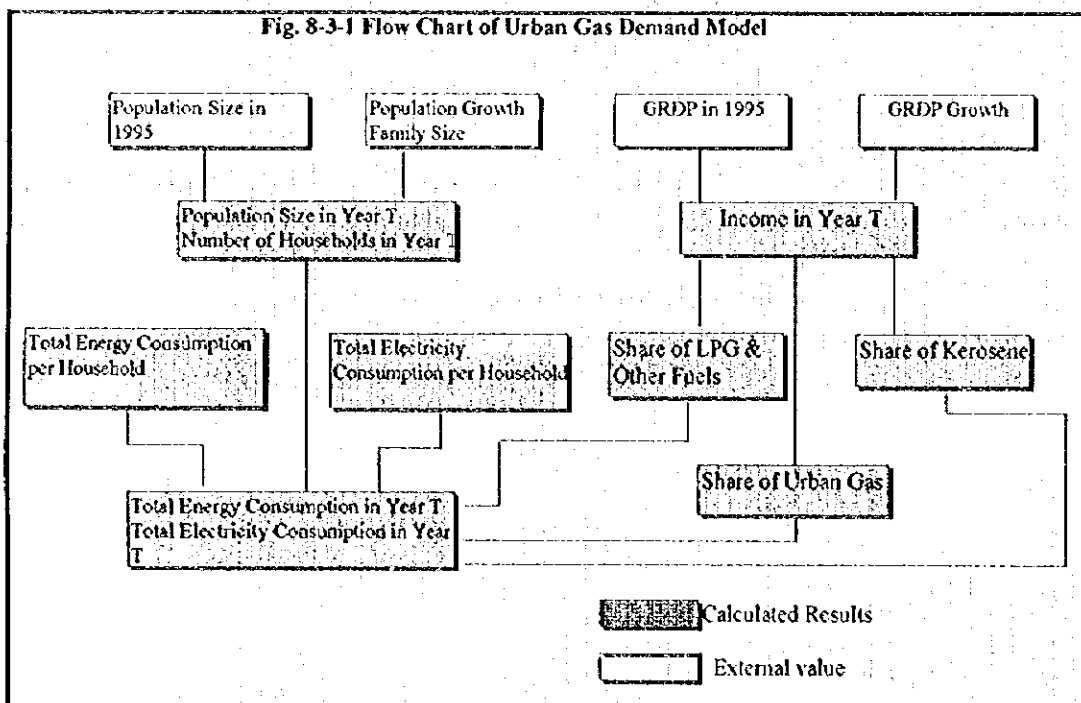 Fig. 8-3-1 Flow Chart of Urban Gas Demand Model
Population Size in
1995
Population Growth
Family Size
GRDP in 1995
GRDP Growth
Population Size in Year T
Number of Households in Year T
Income in Year T
Total Energy Consumption
per Household
Total Electricity
Consumption per Household
Share of LPG &
Other Fuels
Share of Kerosene
Share of Urban Gas
Total Energy Consumption in Year T
Total Electricity Consumption in Year
T
Calculated Results
External value